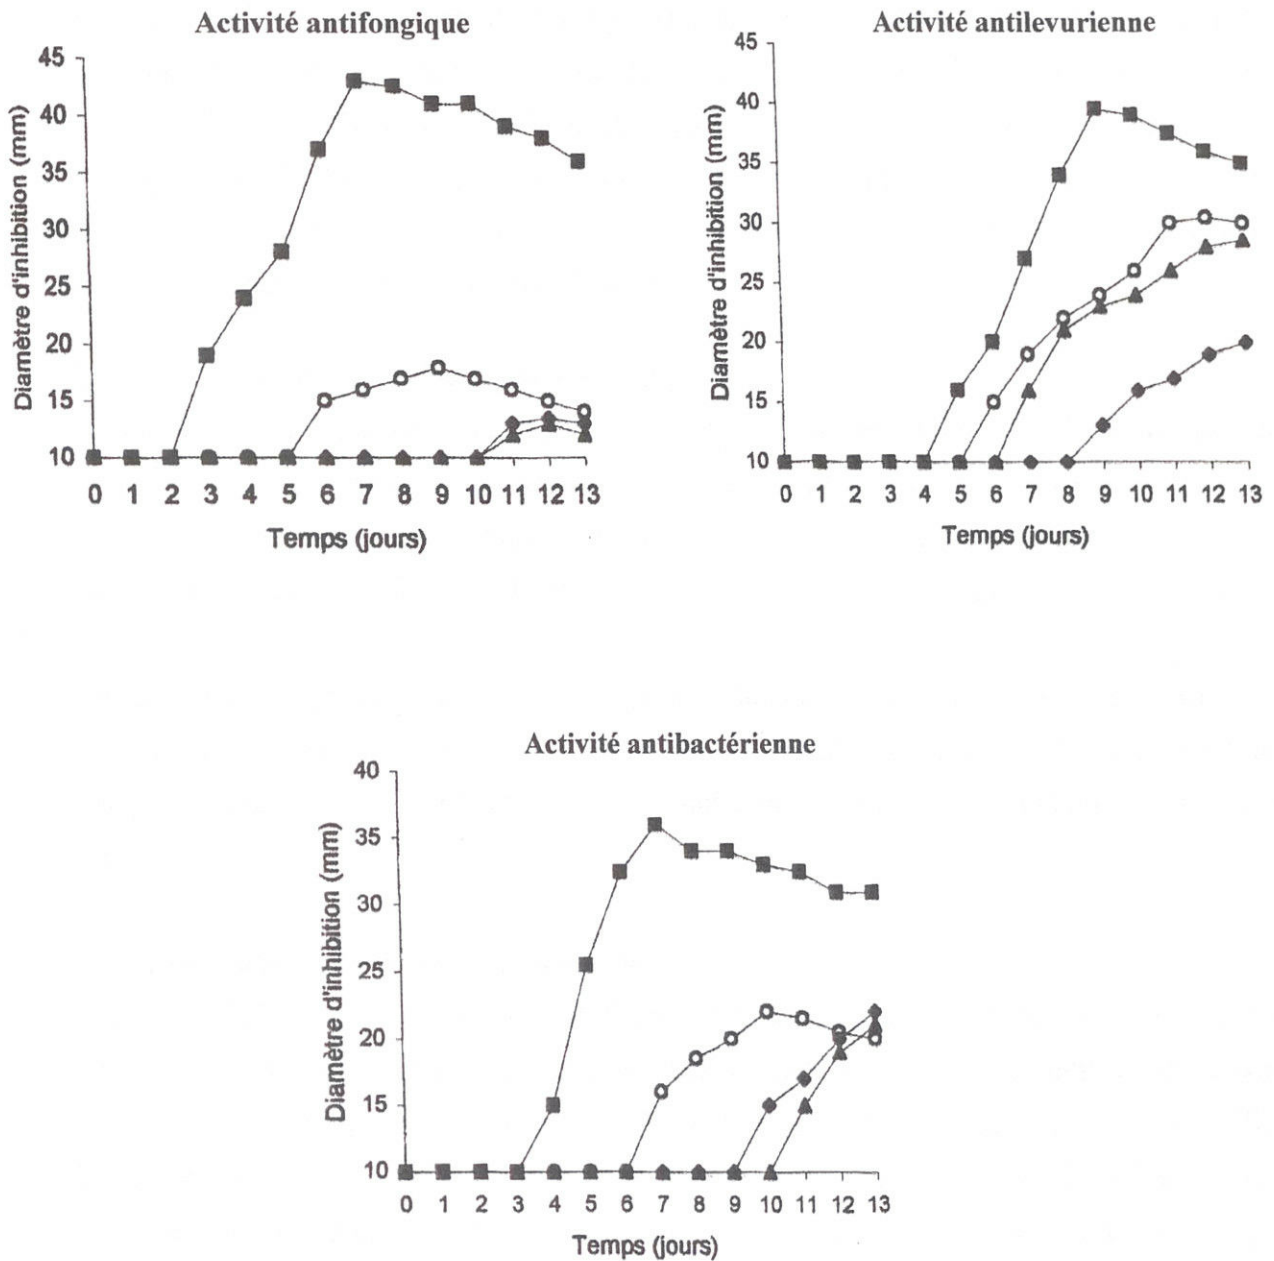 Activité antifongique
45
40
35
30
25
20
15
10
Diamètre d'inhibition (mm)
0 1 2 3 4 5 6 7 8 9 10 11 12 13
Temps (jours)
Activité antilevurienne
45
40
35
30
25
20
15
10
Diamètre d'inhibition (mm)
0 1 2 3 4 5 6 7 8 9 10 11 12 13
Temps (jours)
Activité antibactérienne
40
35
30
25
20
15
10
Diamètre d'inhibition (mm)
0 1 2 3 4 5 6 7 8 9 10 11 12 13
Temps (jours)